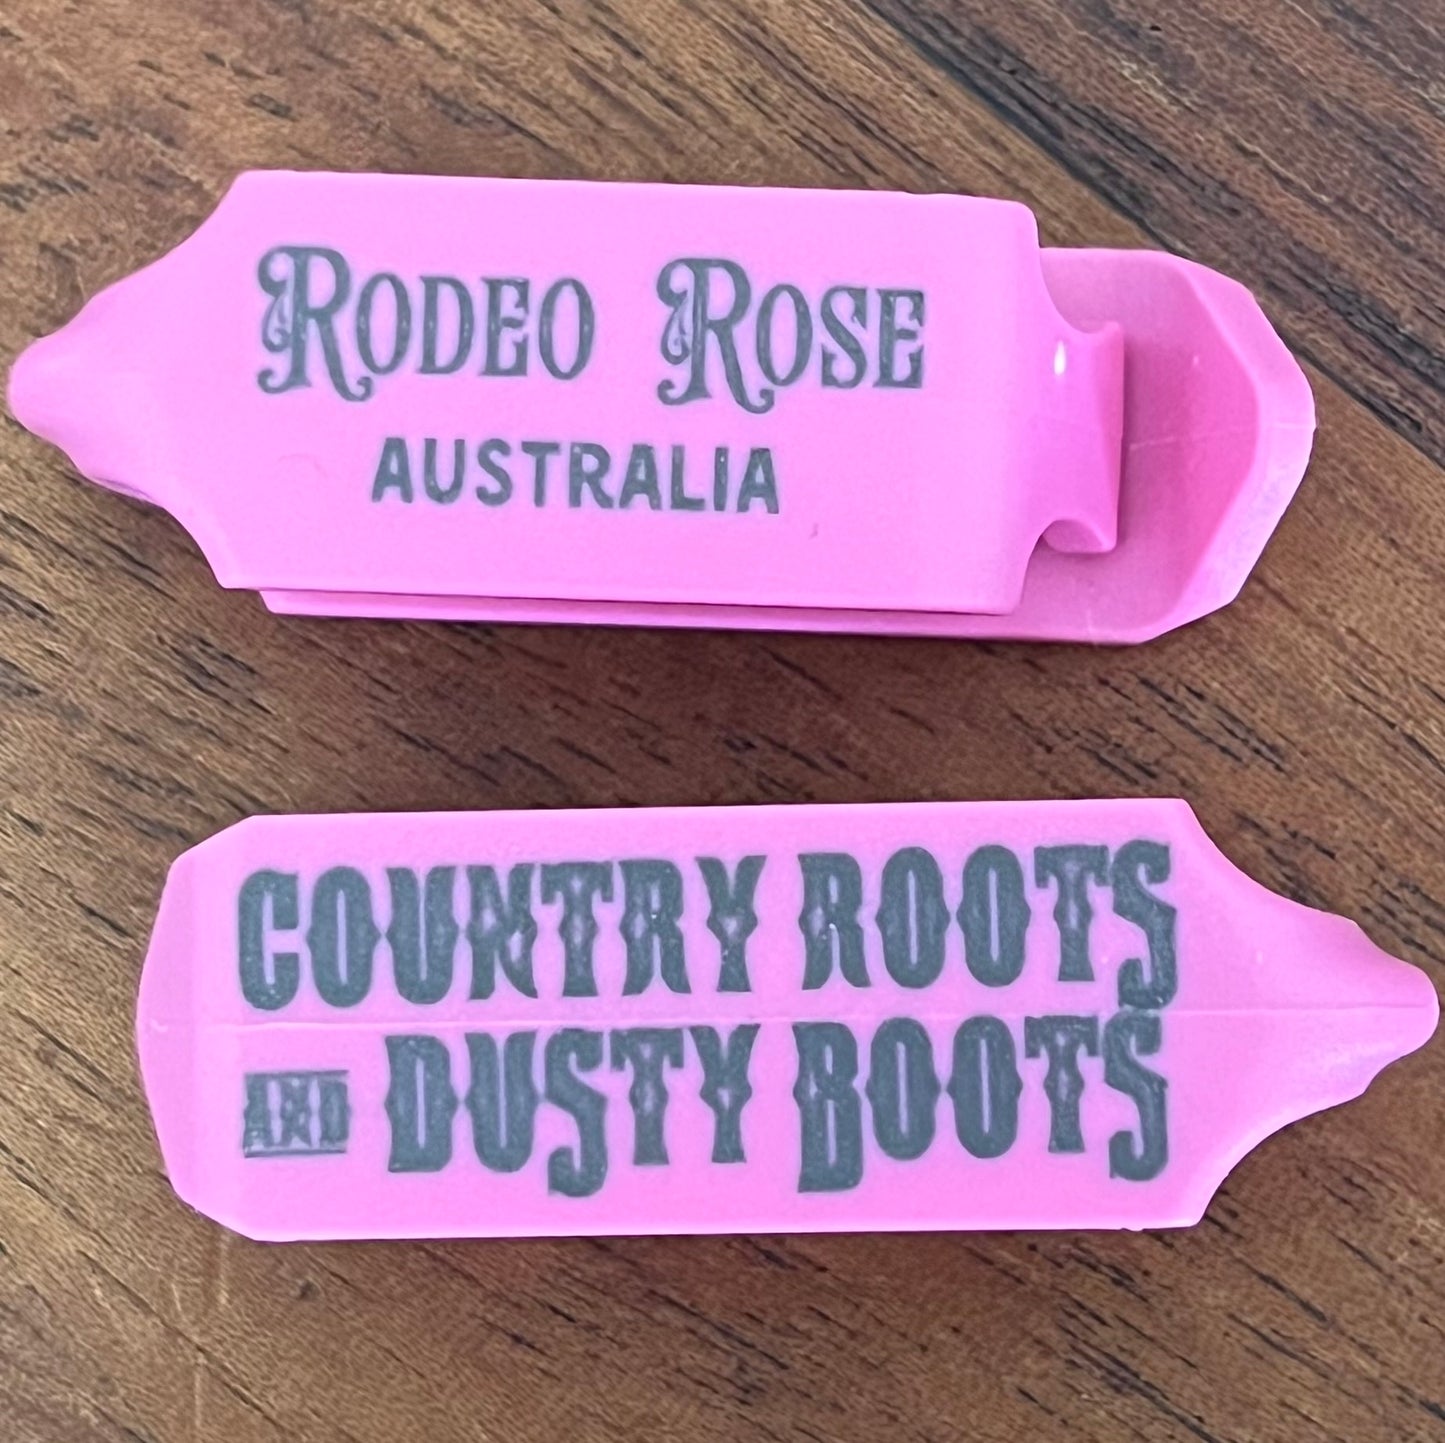 RODEO ROSE
AUSTRALIA
COUNTRY ROOTS
AND DUSTY BOOTS